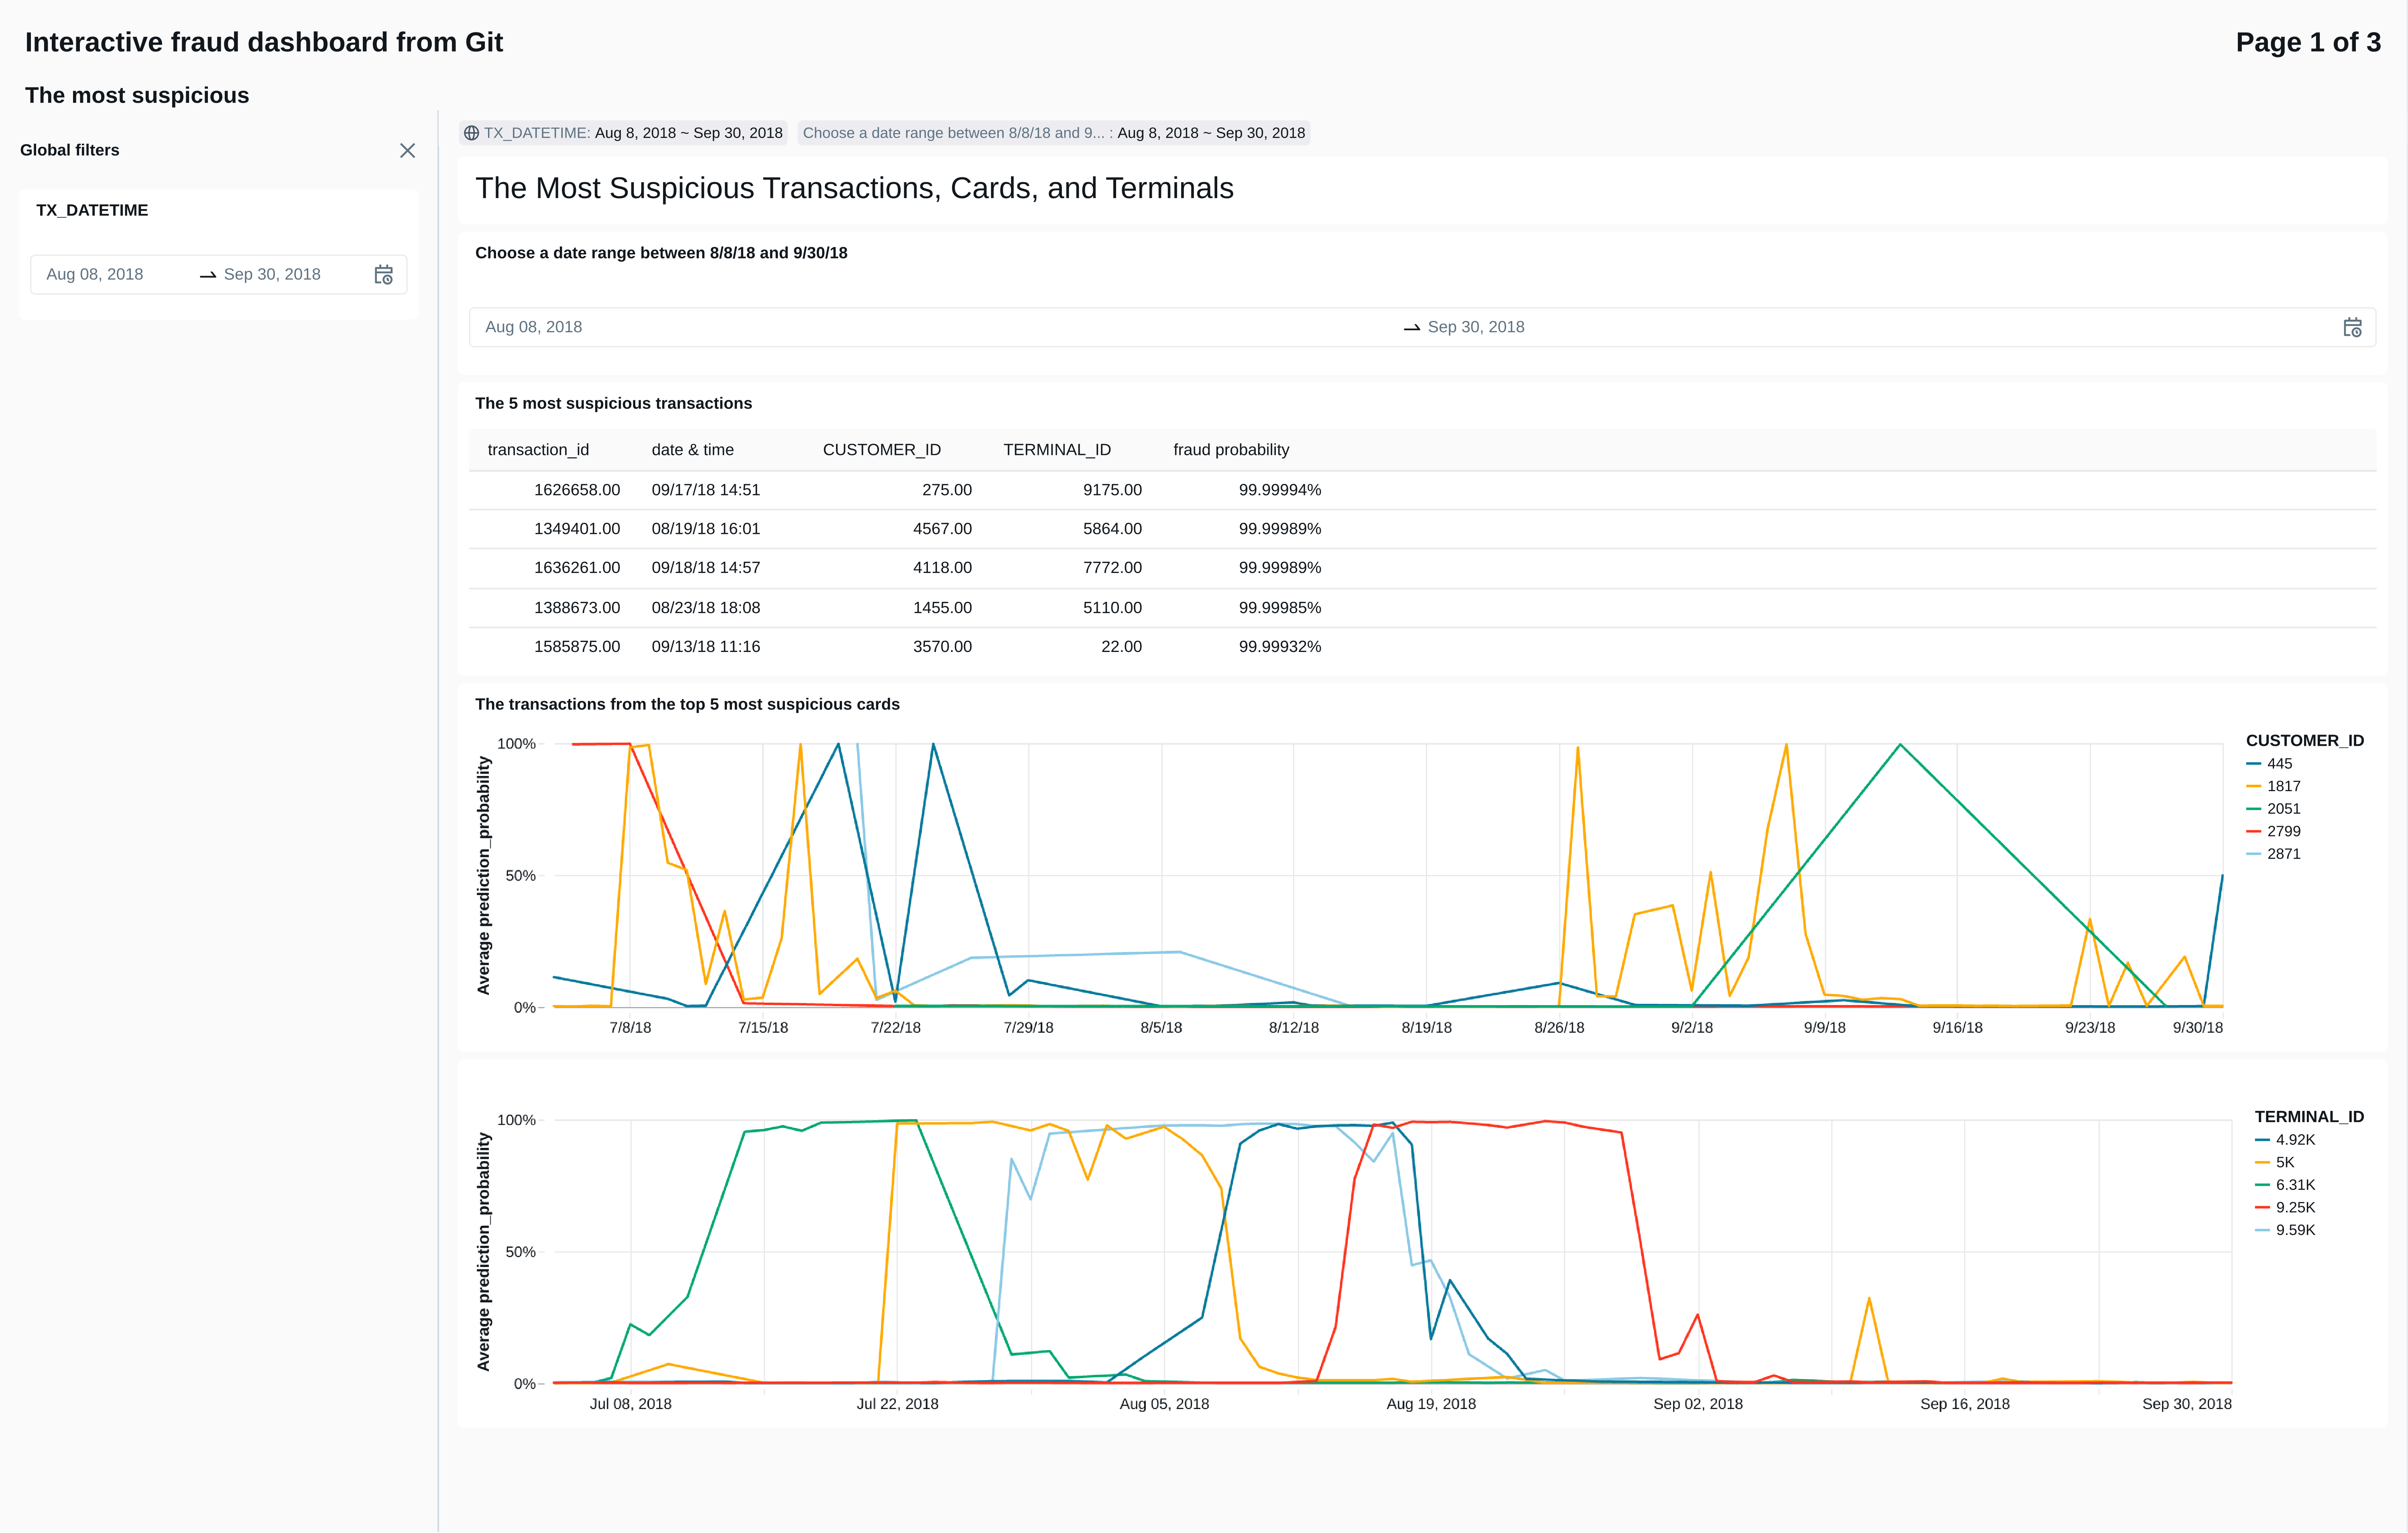 Interactive fraud dashboard from Git
Page 1 of 3
The most suspicious
Global filters
TX_DATETIME
Aug 08, 2018 Sep 30, 2018
TX_DATETIME: Aug 8, 2018 ~ Sep 30, 2018
Choose a date range between 8/8/18 and 9... : Aug 8, 2018 ~ Sep 30, 2018
The Most Suspicious Transactions, Cards, and Terminals
Choose a date range between 8/8/18 and 9/30/18
Aug 08, 2018 Sep 30, 2018
The 5 most suspicious transactions
transaction_id date & time CUSTOMER_ID TERMINAL_ID fraud probability
1626658.00 09/17/18 14:51 275.00 9175.00 99.99994%
1349401.00 08/19/18 16:01 4567.00 5864.00 99.99989%
1636261.00 09/18/18 14:57 4118.00 7772.00 99.99989%
1388673.00 08/23/18 18:08 1455.00 5110.00 99.99985%
1585875.00 09/13/18 11:16 3570.00 22.00 99.99932%
The transactions from the top 5 most suspicious cards
Average prediction_probability
100%
50%
0%
7/8/18 7/15/18 7/22/18 7/29/18 8/5/18 8/12/18 8/19/18 8/26/18 9/2/18 9/9/18 9/16/18 9/23/18 9/30/18
CUSTOMER_ID
445
1817
2051
2799
2871
Average prediction_probability
100%
50%
0%
Jul 08, 2018 Jul 22, 2018 Aug 05, 2018 Aug 19, 2018 Sep 02, 2018 Sep 16, 2018 Sep 30, 2018
TERMINAL_ID
4.92K
5K
6.31K
9.25K
9.59K